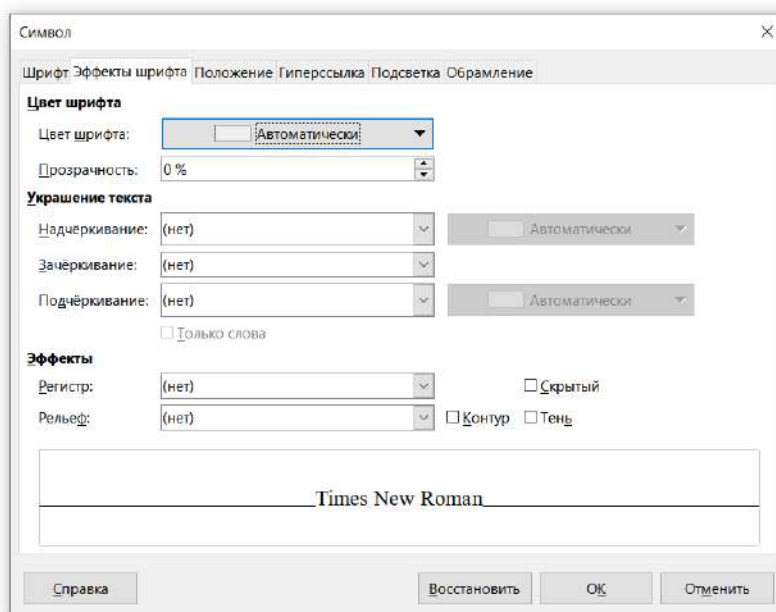 Символ
Шрифт Эффекты шрифта Положение Гиперссылка Подсветка Обрамление
Цвет шрифта
Цвет шрифта: Автоматически
Прозрачность: 0 %
Украшение текста
Надчёркивание: (нет) Автоматически
Зачёркивание: (нет)
Подчёркивание: (нет) Автоматически
Только слова
Эффекты
Регистр: (нет) Скрытый
Рельеф: (нет) Контур Тень
Times New Roman
Справка Восстановить ОК Отменить